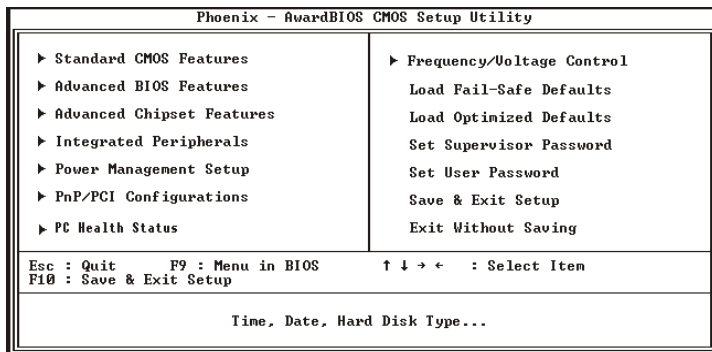 Phoenix - AwardBIOS CMOS Setup Utility
▶ Standard CMOS Features
▶ Advanced BIOS Features
▶ Advanced Chipset Features
▶ Integrated Peripherals
▶ Power Management Setup
▶ PnP/PCI Configurations
▶ PC Health Status
▶ Frequency/Voltage Control
Load Fail-Safe Defaults
Load Optimized Defaults
Set Supervisor Password
Set User Password
Save & Exit Setup
Exit Without Saving
Esc : Quit F9 : Menu in BIOS ↑ ↓ → ← : Select Item
F10 : Save & Exit Setup
Time, Date, Hard Disk Type...